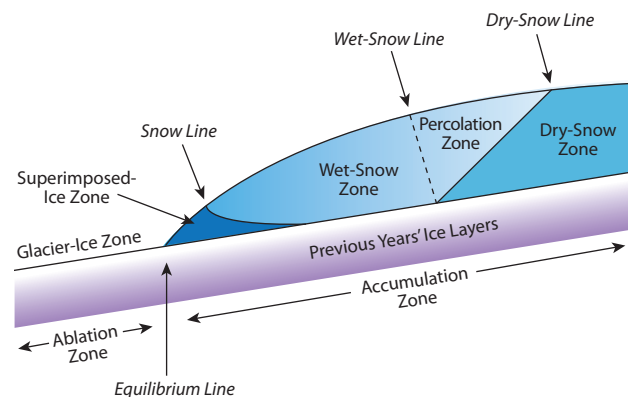 Dry-Snow Line
Wet-Snow Line
Snow Line
Percolation
Zone
Dry-Snow
Zone
Wet-Snow
Zone
Superimposed-
Ice Zone
Glacier-Ice Zone
Previous Years' Ice Layers
Accumulation
Zone
Ablation
Zone
Equilibrium Line